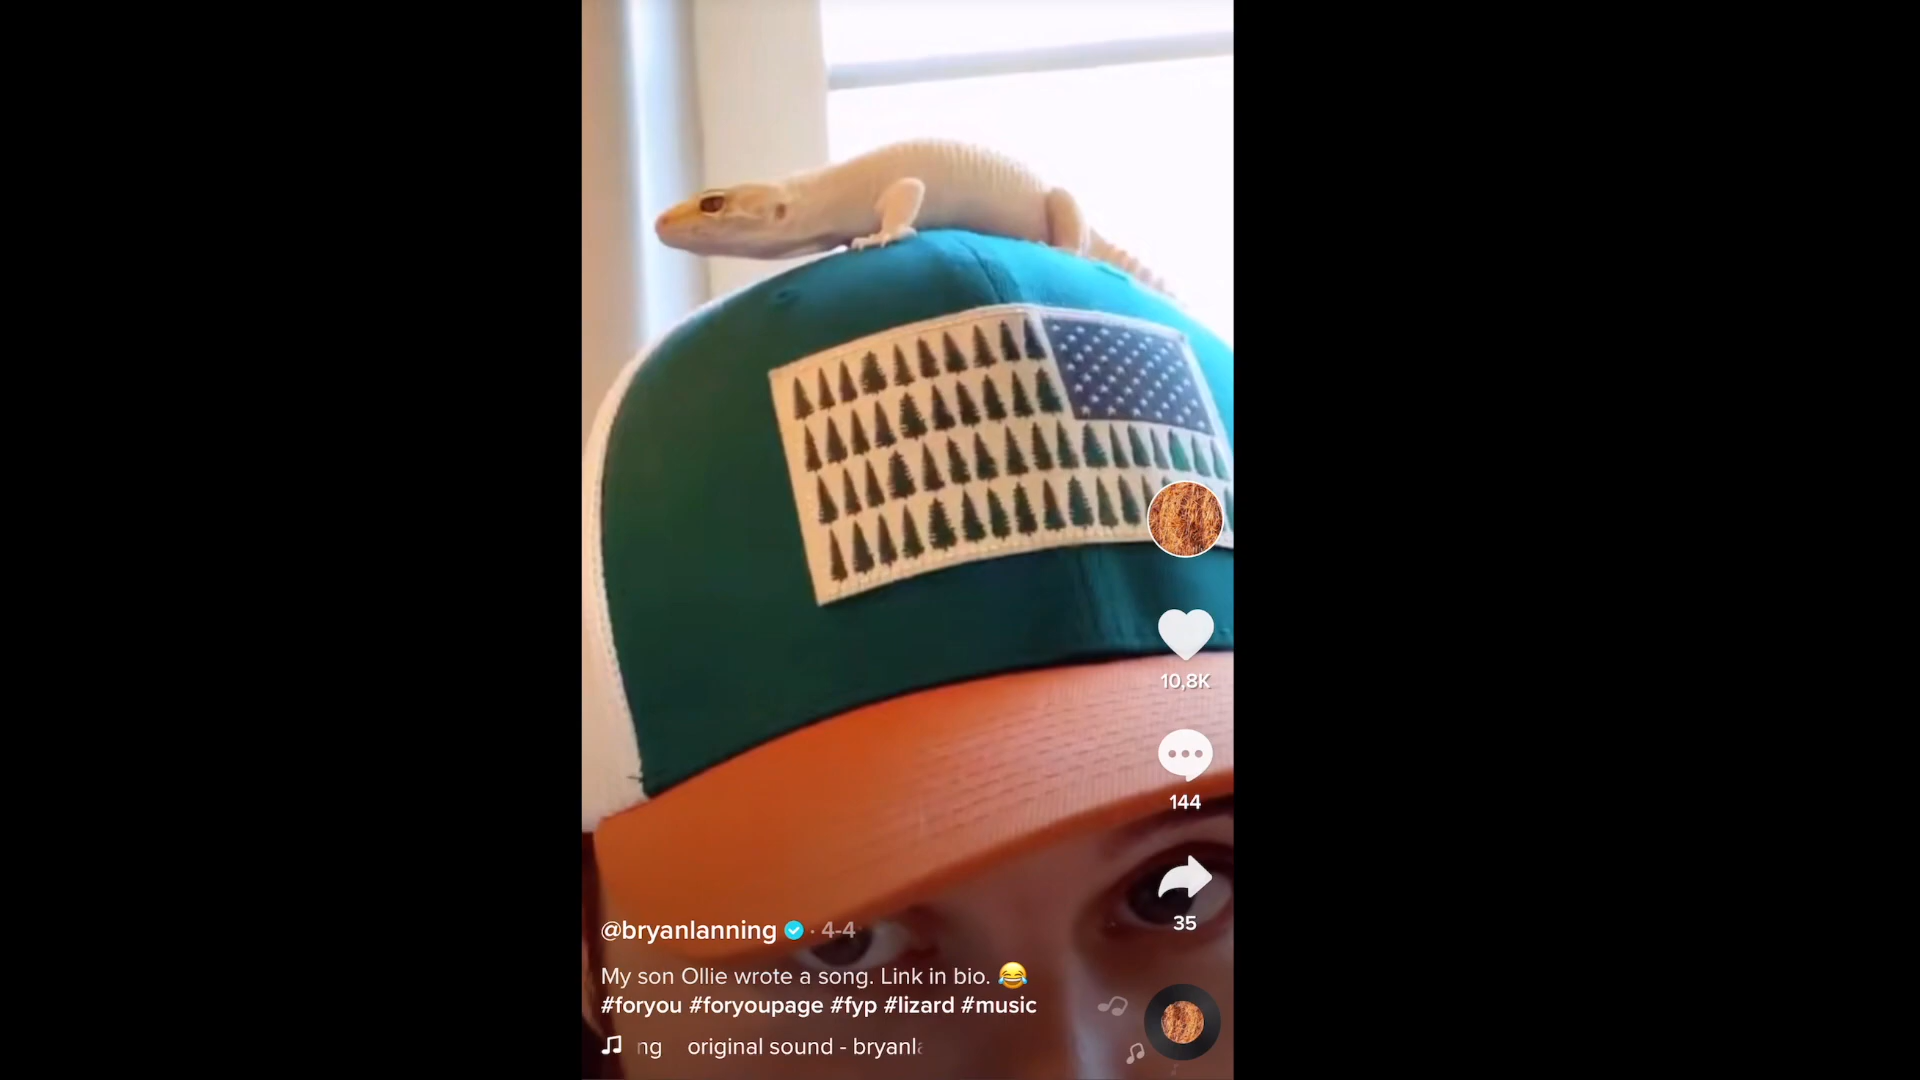 10,8K
144
35
@bryanlanning · 4-4
My son Ollie wrote a song. Link in bio. 😂
#foryou #foryoupage #fyp #lizard #music
ng original sound - bryanl